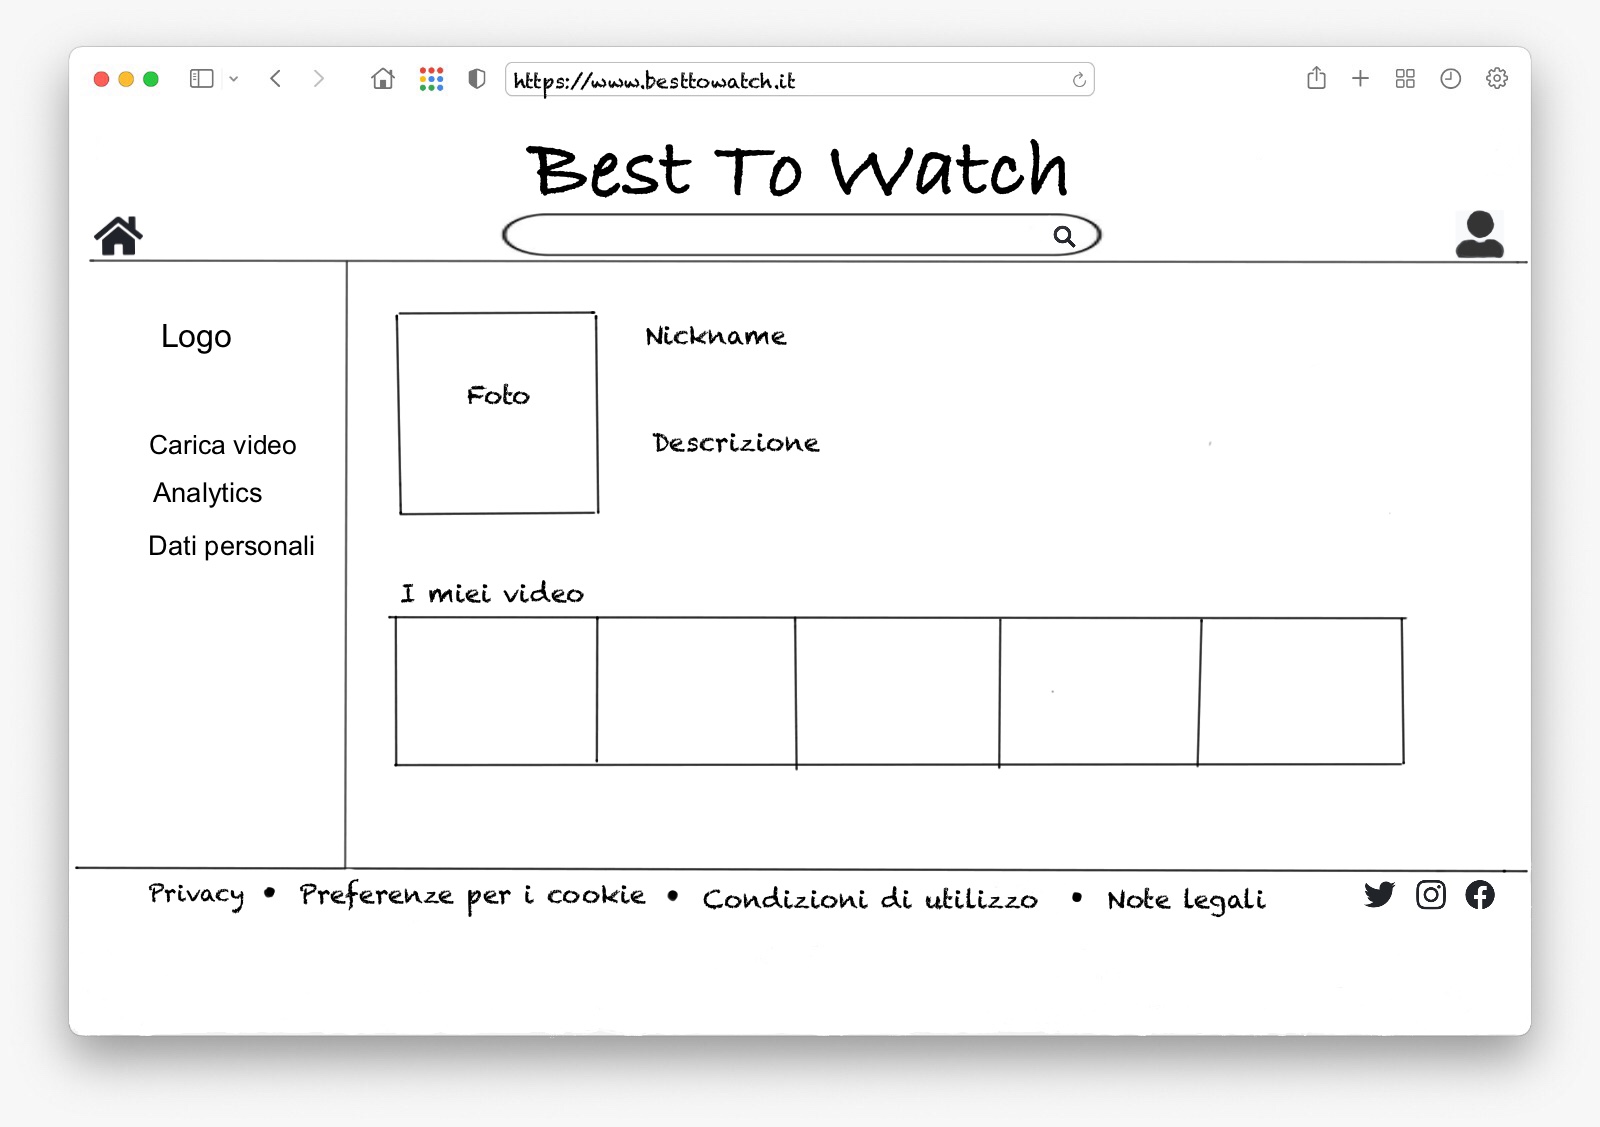 https://www.besttowatch.it
Best To Watch
Logo
Carica video
Analytics
Dati personali
Nickname
Foto
Descrizione
I miei video
Privacy • Preferenze per i cookie • Condizioni di utilizzo • Note legali